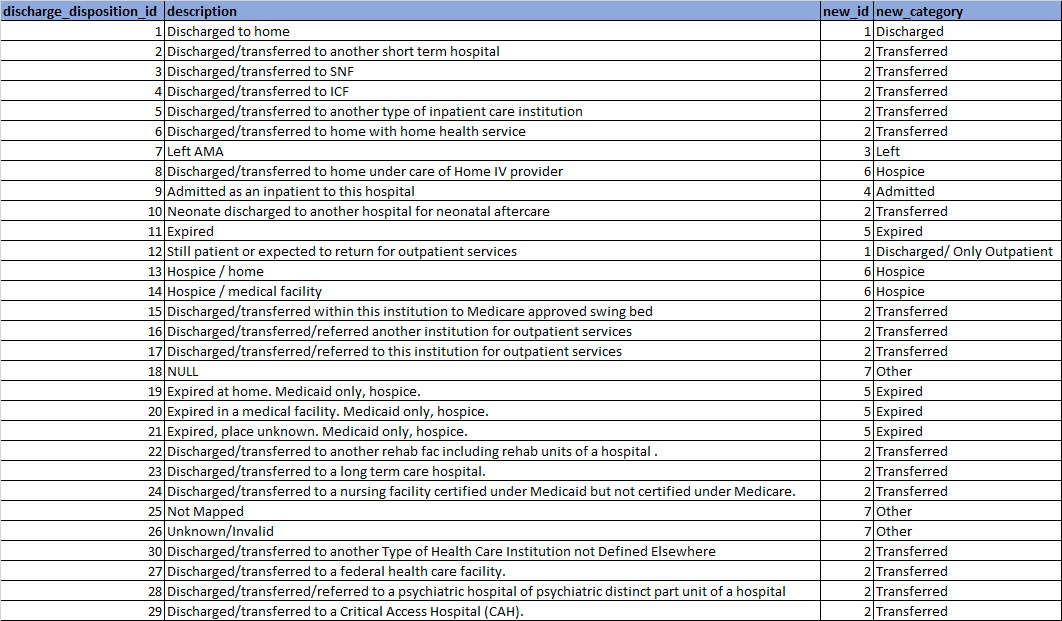 discharge_disposition_id description new_id new_category
1 Discharged to home 1 Discharged
2 Discharged/transferred to another short term hospital 2 Transferred
3 Discharged/transferred to SNF 2 Transferred
4 Discharged/transferred to ICF 2 Transferred
5 Discharged/transferred to another type of inpatient care institution 2 Transferred
6 Discharged/transferred to home with home health service 2 Transferred
7 Left AMA 3 Left
8 Discharged/transferred to home under care of Home IV provider 6 Hospice
9 Admitted as an inpatient to this hospital 4 Admitted
10 Neonate discharged to another hospital for neonatal aftercare 2 Transferred
11 Expired 5 Expired
12 Still patient or expected to return for outpatient services 1 Discharged/ Only Outpatient
13 Hospice / home 6 Hospice
14 Hospice / medical facility 6 Hospice
15 Discharged/transferred within this institution to Medicare approved swing bed 2 Transferred
16 Discharged/transferred/referred another institution for outpatient services 2 Transferred
17 Discharged/transferred/referred to this institution for outpatient services 2 Transferred
18 NULL 7 Other
19 Expired at home. Medicaid only, hospice. 5 Expired
20 Expired in a medical facility. Medicaid only, hospice. 5 Expired
21 Expired, place unknown. Medicaid only, hospice. 5 Expired
22 Discharged/transferred to another rehab fac including rehab units of a hospital . 2 Transferred
23 Discharged/transferred to a long term care hospital. 2 Transferred
24 Discharged/transferred to a nursing facility certified under Medicaid but not certified under Medicare. 2 Transferred
25 Not Mapped 7 Other
26 Unknown/Invalid 7 Other
30 Discharged/transferred to another Type of Health Care Institution not Defined Elsewhere 2 Transferred
27 Discharged/transferred to a federal health care facility. 2 Transferred
28 Discharged/transferred/referred to a psychiatric hospital of psychiatric distinct part unit of a hospital 2 Transferred
29 Discharged/transferred to a Critical Access Hospital (CAH). 2 Transferred